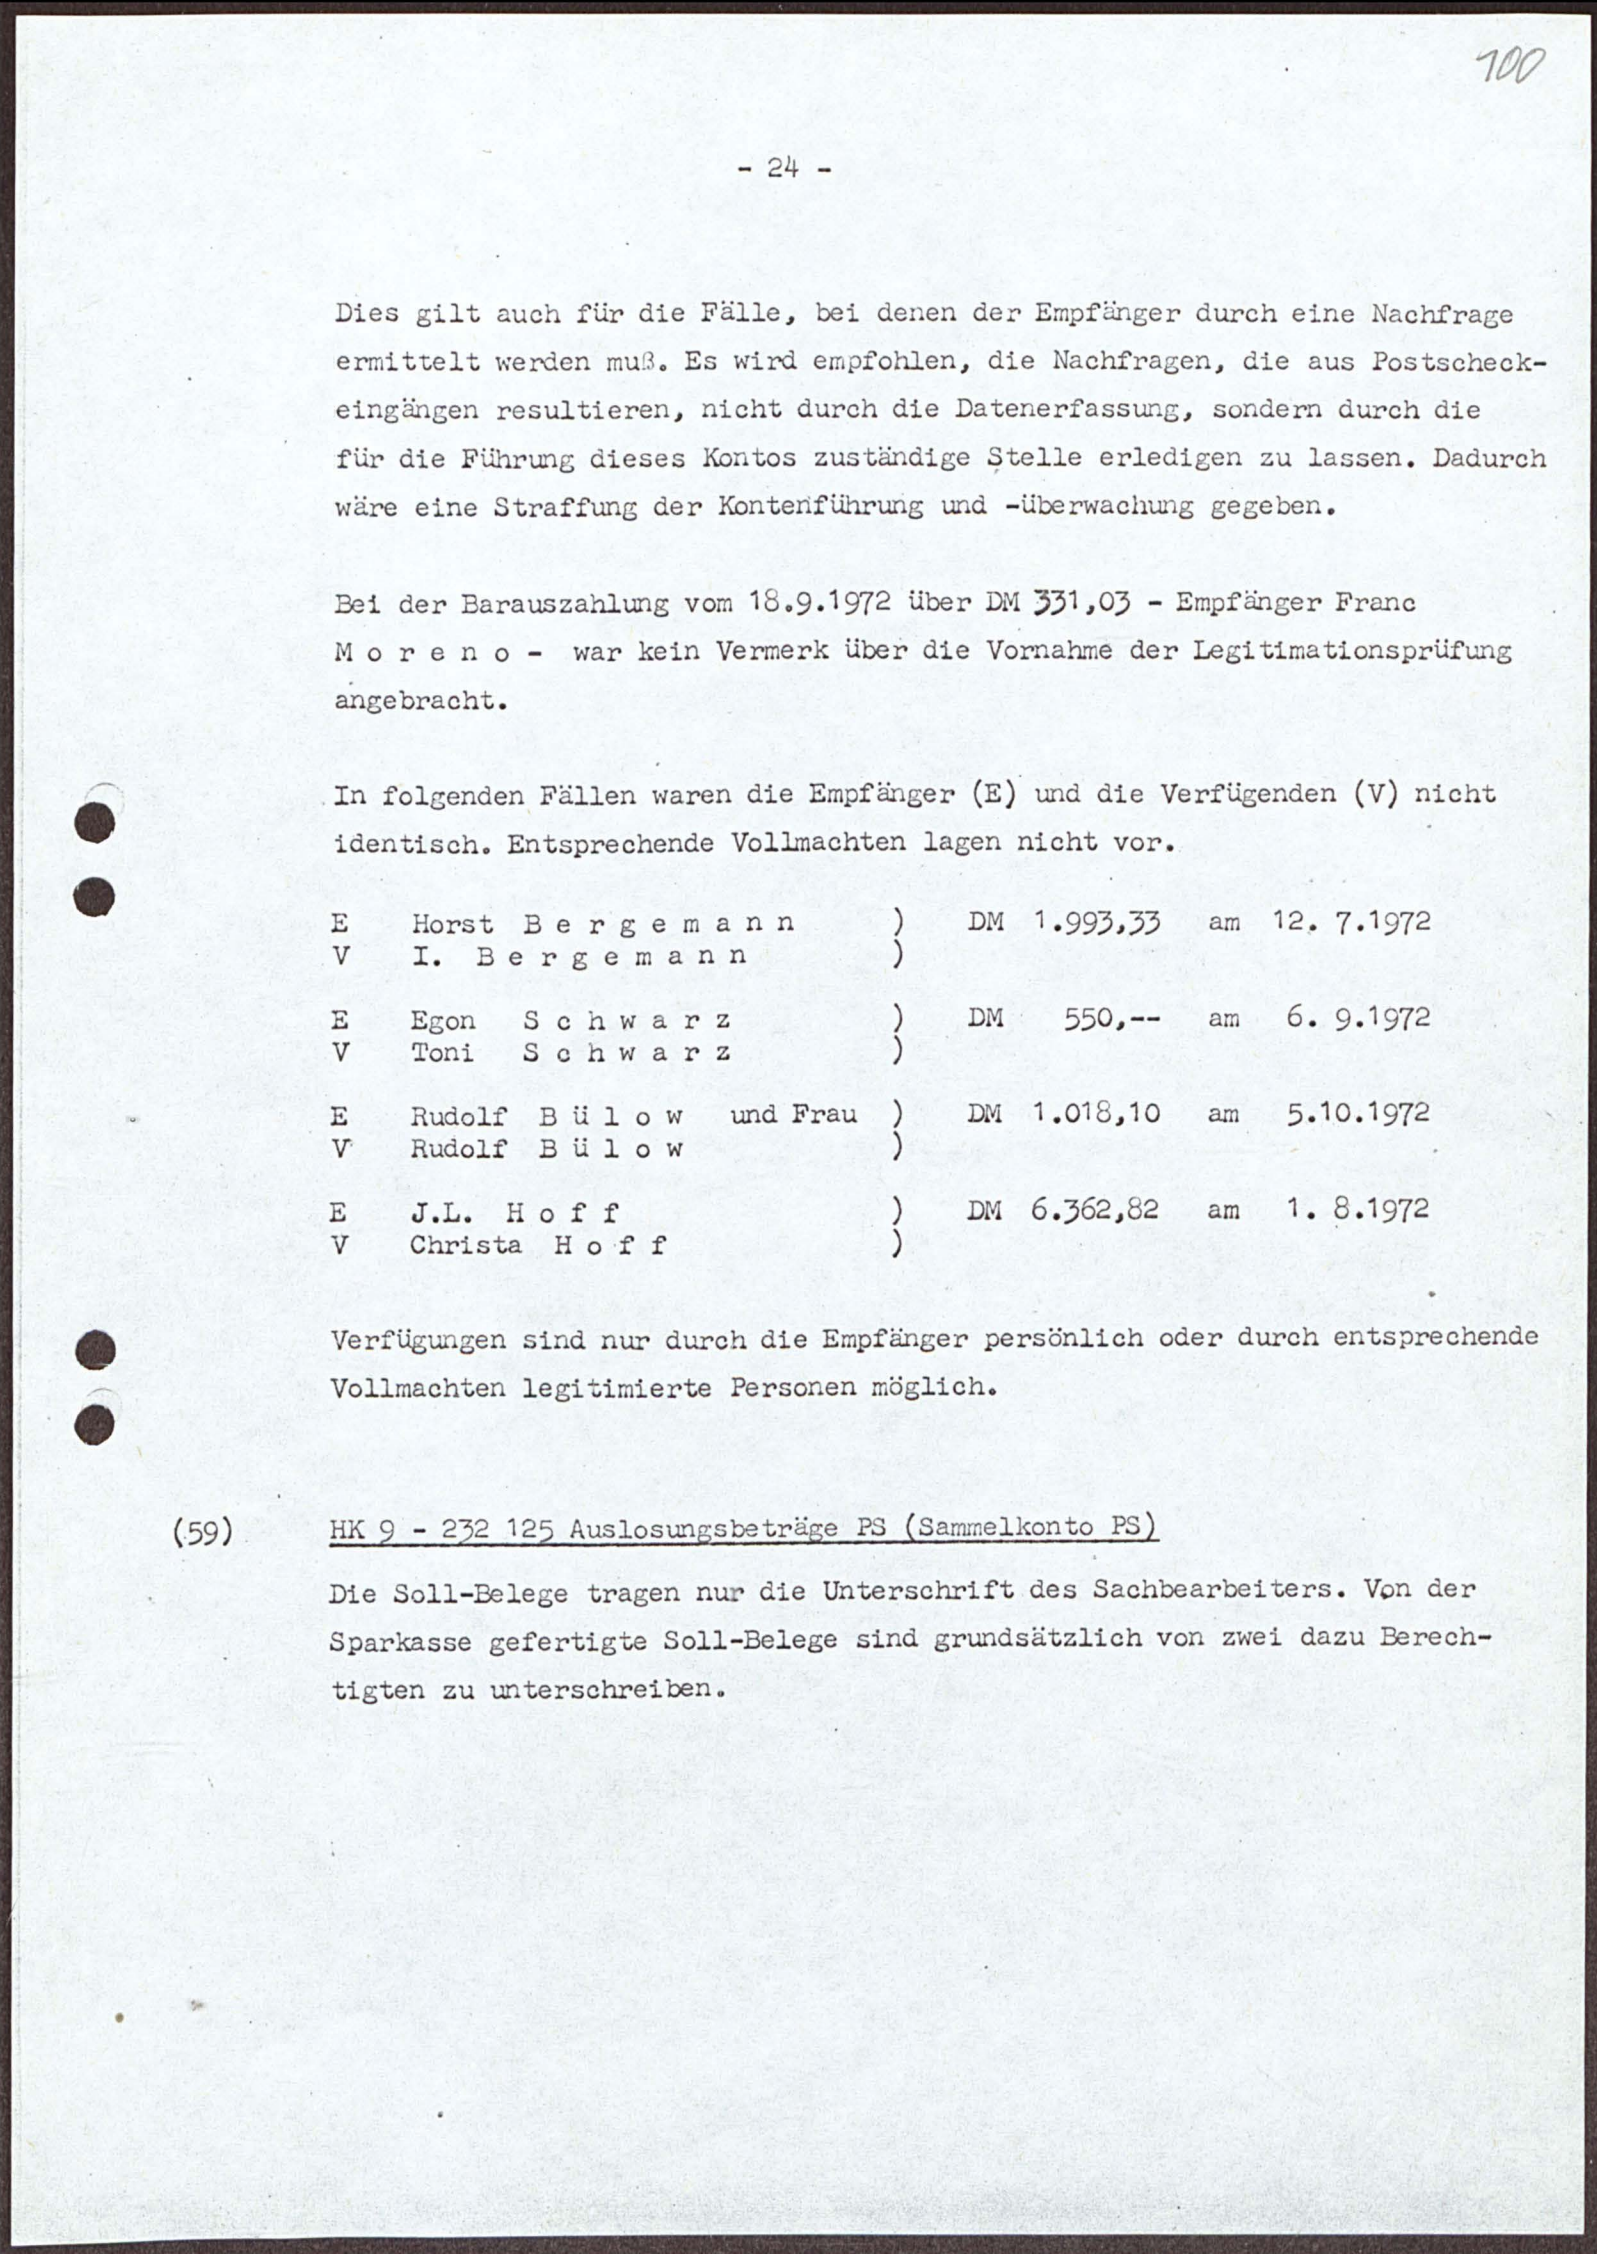 100
- 24 -
Dies gilt auch für die Fälle, bei denen der Empfänger durch eine Nachfrage
ermittelt werden muß. Es wird empfohlen, die Nachfragen, die aus Postscheck-
eingängen resultieren, nicht durch die Datenerfassung, sondern durch die
für die Führung dieses Kontos zuständige Stelle erledigen zu lassen. Dadurch
wäre eine Straffung der Kontenführung und -überwachung gegeben.
Bei der Barauszahlung vom 18.9.1972 über DM 331,03 - Empfänger Franc
M o r e n o - war kein Vermerk über die Vornahme der Legitimationsprüfung
angebracht.
In folgenden Fällen waren die Empfänger (E) und die Verfügenden (V) nicht
identisch. Entsprechende Vollmachten lagen nicht vor.
E Horst B e r g e m a n n ) DM 1.993,33 am 12. 7.1972
V I. B e r g e m a n n )
E Egon S c h w a r z ) DM 550,-- am 6. 9.1972
V Toni S c h w a r z )
E Rudolf B ü l o w und Frau ) DM 1.018,10 am 5.10.1972
V Rudolf B ü l o w )
E J.L. H o f f ) DM 6.362,82 am 1. 8.1972
V Christa H o f f )
Verfügungen sind nur durch die Empfänger persönlich oder durch entsprechende
Vollmachten legitimierte Personen möglich.
(59) HK 9 - 232 125 Auslosungsbeträge PS (Sammelkonto PS)
Die Soll-Belege tragen nur die Unterschrift des Sachbearbeiters. Von der
Sparkasse gefertigte Soll-Belege sind grundsätzlich von zwei dazu Berech-
tigten zu unterschreiben.